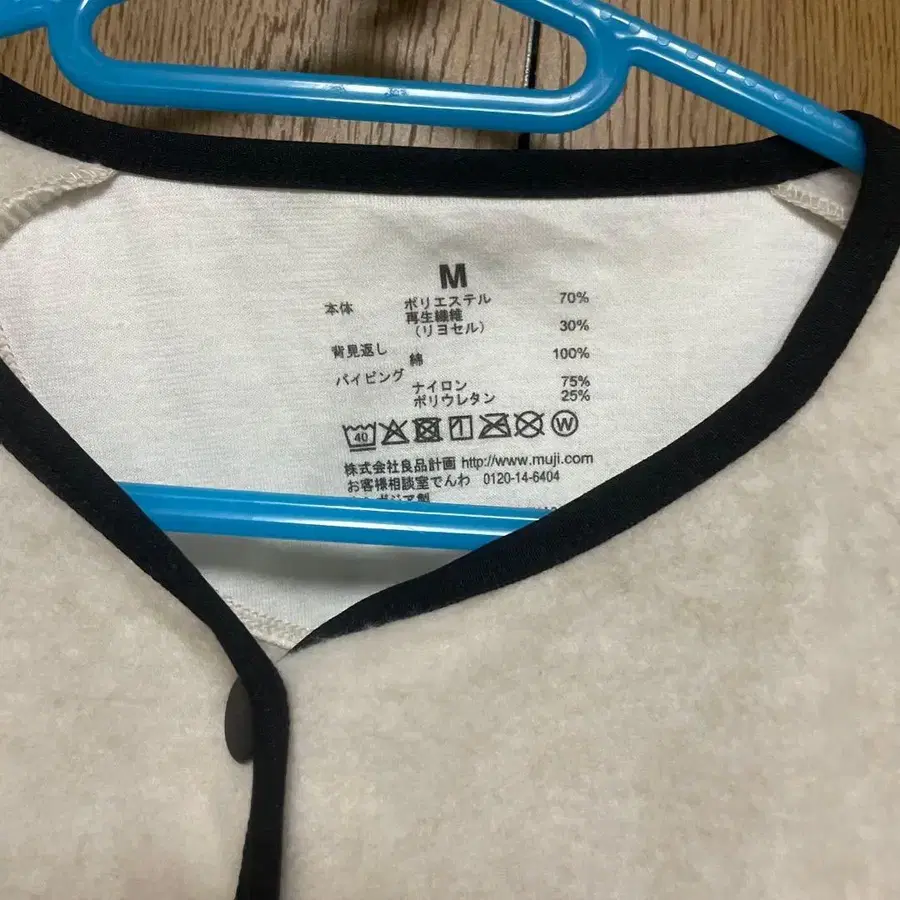 M
本体 ポリエステル 70%
再生繊維
(リヨセル) 30%
背見返し 綿 100%
パイピング ナイロン 75%
ポリウレタン 25%
40 W
株式会社良品計画 http://www.muji.com
お客様相談室でんわ 0120-14-6404